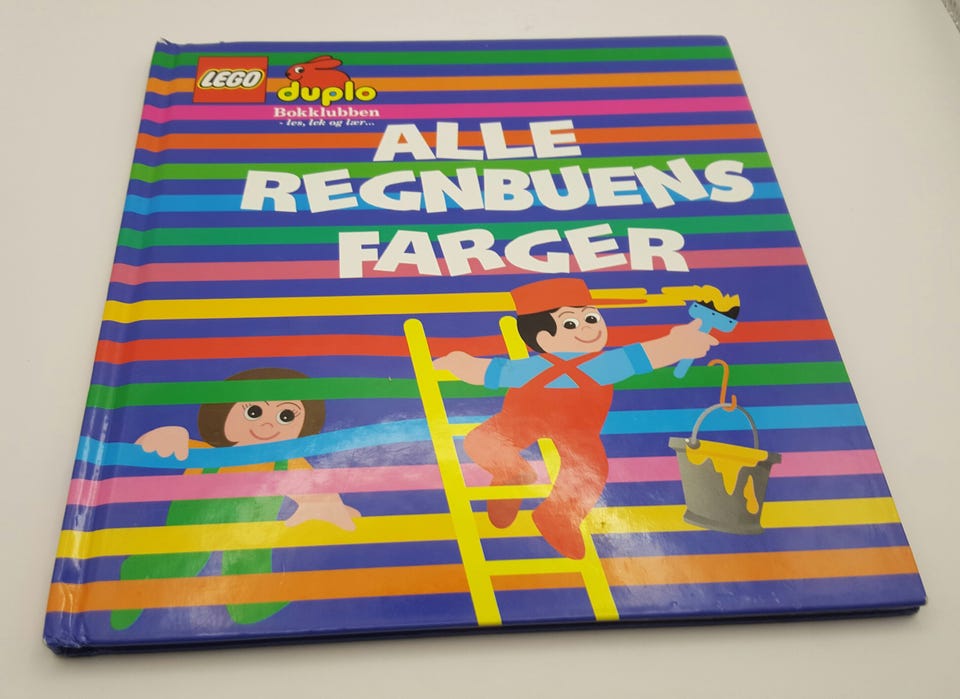 LEGO
duplo
Bokklubben
- les, lek og lær...
ALLE
REGNBUENS
FARGER